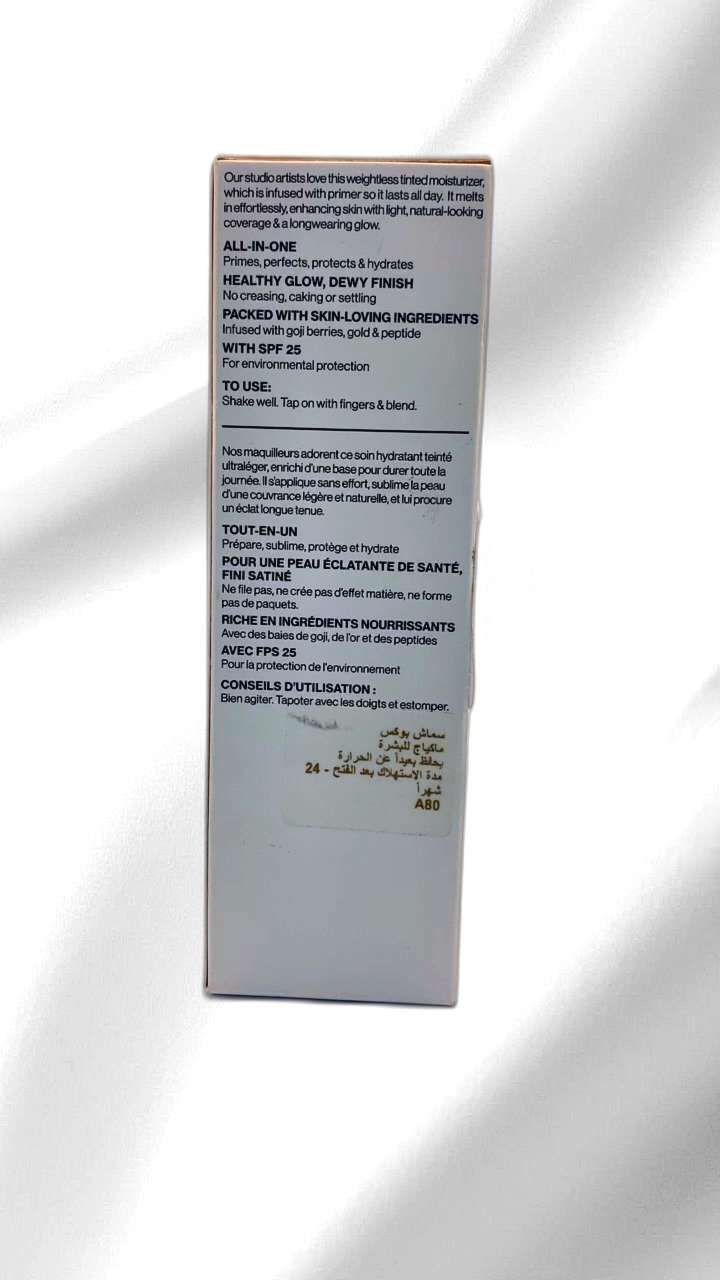 Our studio artists love this weightless tinted moisturizer,
which is infused with primer so it lasts all day. It melts
in effortlessly, enhancing skin with light, natural-looking
coverage & a longwearing glow.
ALL-IN-ONE
Primes, perfects, protects & hydrates
HEALTHY GLOW, DEWY FINISH
No creasing, caking or settling
PACKED WITH SKIN-LOVING INGREDIENTS
Infused with goji berries, gold & peptide
WITH SPF 25
For environmental protection
TO USE:
Shake well. Tap on with fingers & blend.
Nos maquilleurs adorent ce soin hydratant teinté
ultraléger, enrichi d'une base pour durer toute la
journée. Il s'applique sans effort, sublime la peau
d'une couvrance légère et naturelle, et lui procure
un éclat longue tenue.
TOUT-EN-UN
Prépare, sublime, protège et hydrate
POUR UNE PEAU ÉCLATANTE DE SANTÉ,
FINI SATINÉ
Ne file pas, ne crée pas d'effet matière, ne forme
pas de paquets.
RICHE EN INGRÉDIENTS NOURRISSANTS
Avec des baies de goji, de l'or et des peptides
AVEC FPS 25
Pour la protection de l'environnement
CONSEILS D'UTILISATION :
Bien agiter. Tapoter avec les doigts et estomper.
سماش بوكس
ماكياج للبشرة
يحفظ بعيداً عن الحرارة
مدة الاستهلاك بعد الفتح - 24
شهراً
A80